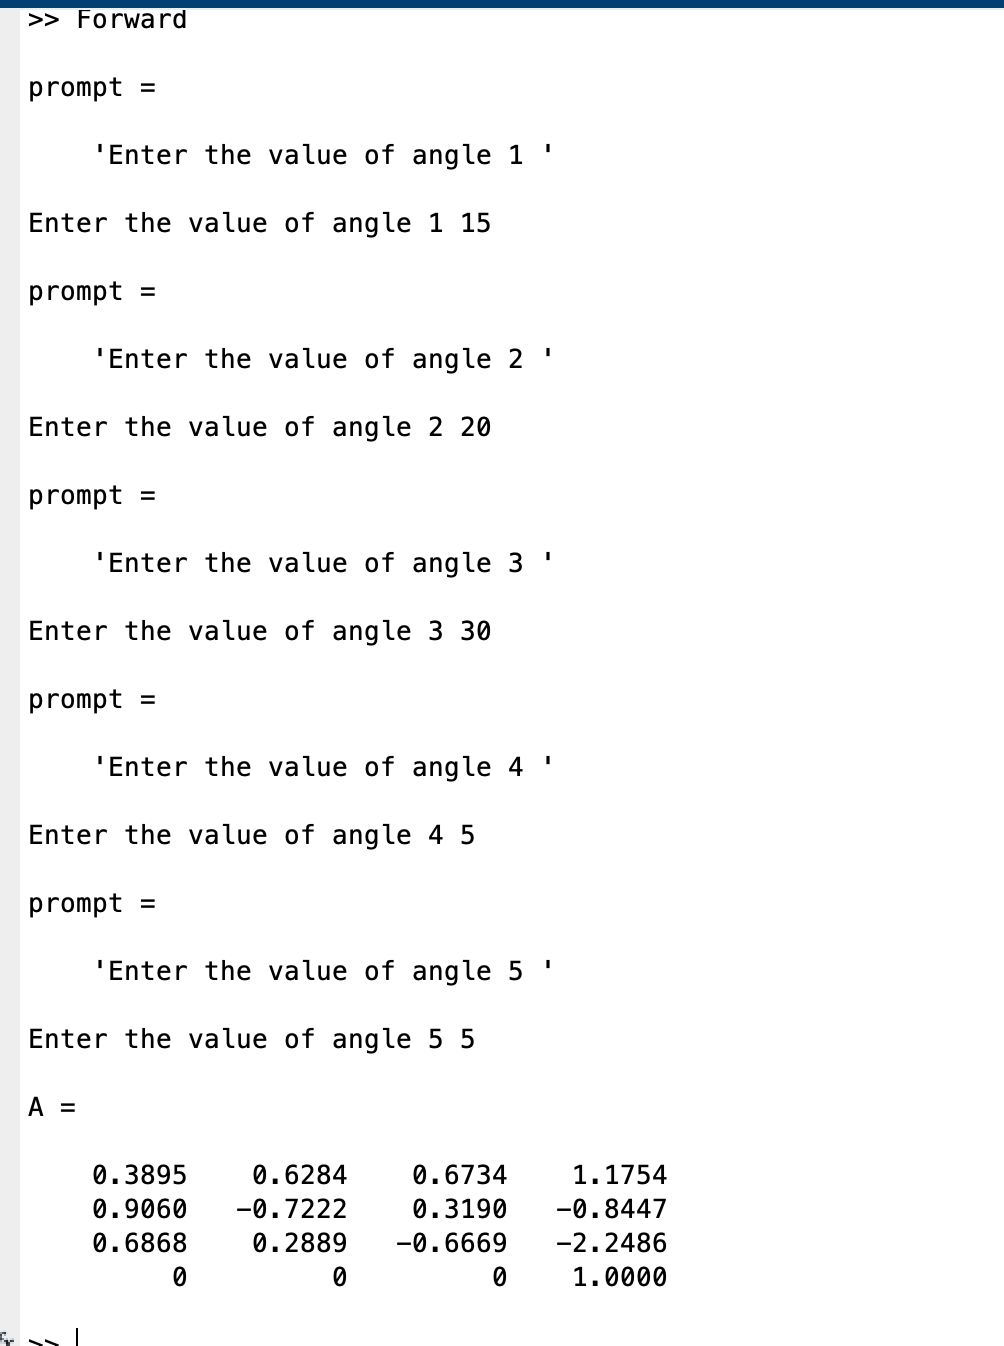 >> Forward
prompt =
'Enter the value of angle 1 '
Enter the value of angle 1 15
prompt =
'Enter the value of angle 2 '
Enter the value of angle 2 20
prompt =
'Enter the value of angle 3 '
Enter the value of angle 3 30
prompt =
'Enter the value of angle 4 '
Enter the value of angle 4 5
prompt =
'Enter the value of angle 5 '
Enter the value of angle 5 5
A =
0.3895 0.6284 0.6734 1.1754
0.9060 -0.7222 0.3190 -0.8447
0.6868 0.2889 -0.6669 -2.2486
0 0 0 1.0000
fx >>